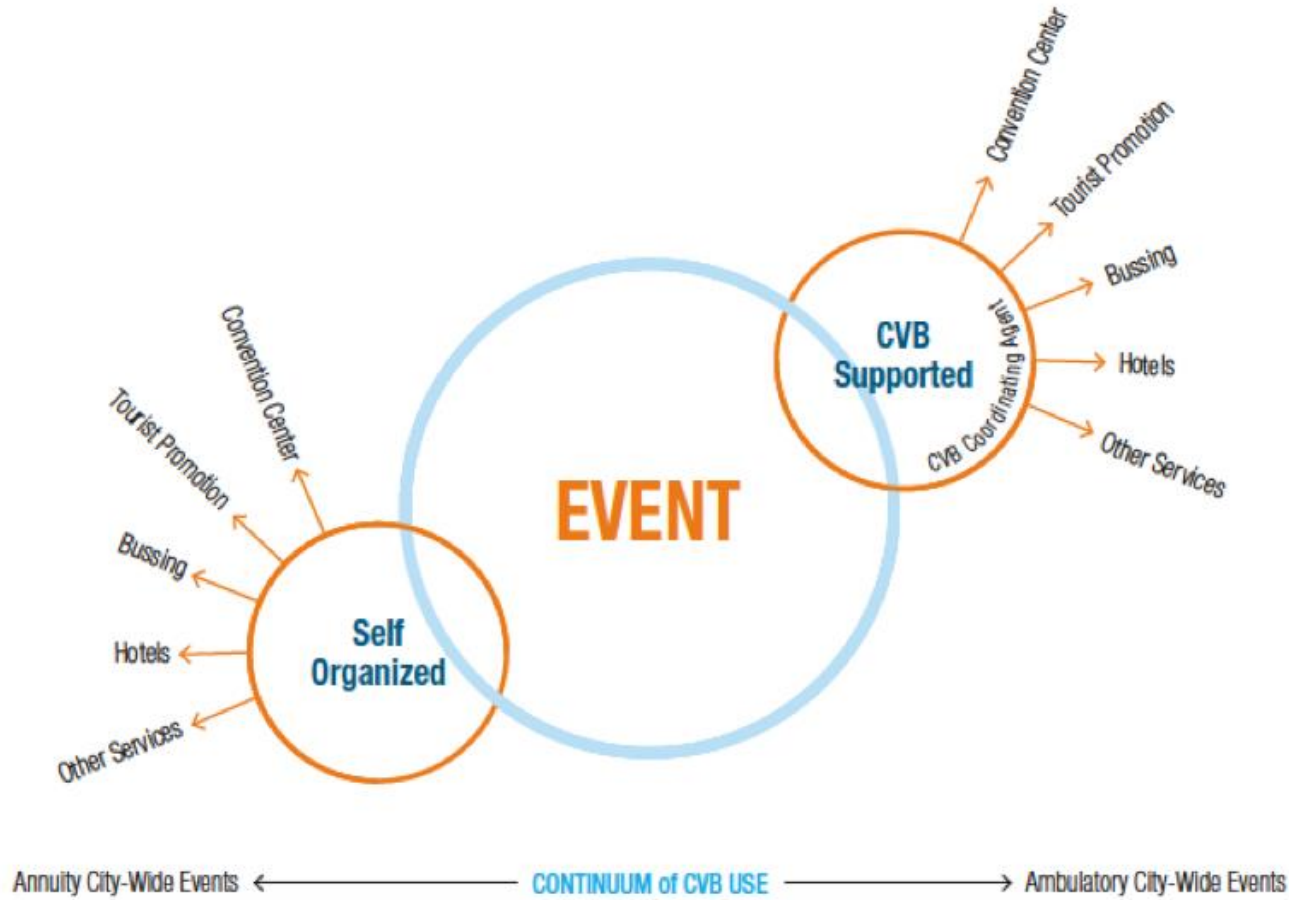 Convention Center
Tourist Promotion
Bussing
Hotels
Other Services
CVB
Supported
CVB Coordinating Agent
EVENT
Convention Center
Tourist Promotion
Bussing
Hotels
Other Services
Self
Organized
Annuity City-Wide Events
CONTINUUM of CVB USE
Ambulatory City-Wide Events